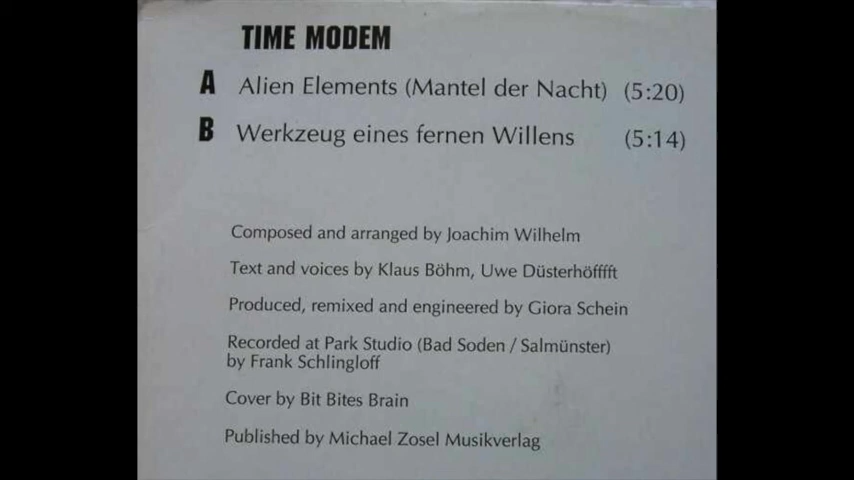 TIME MODEM
A Alien Elements (Mantel der Nacht) (5:20)
B Werkzeug eines fernen Willens (5:14)
Composed and arranged by Joachim Wilhelm
Text and voices by Klaus Böhm, Uwe Düsterhöfffft
Produced, remixed and engineered by Giora Schein
Recorded at Park Studio (Bad Soden / Salmünster)
by Frank Schlingloff
Cover by Bit Bites Brain
Published by Michael Zosel Musikverlag